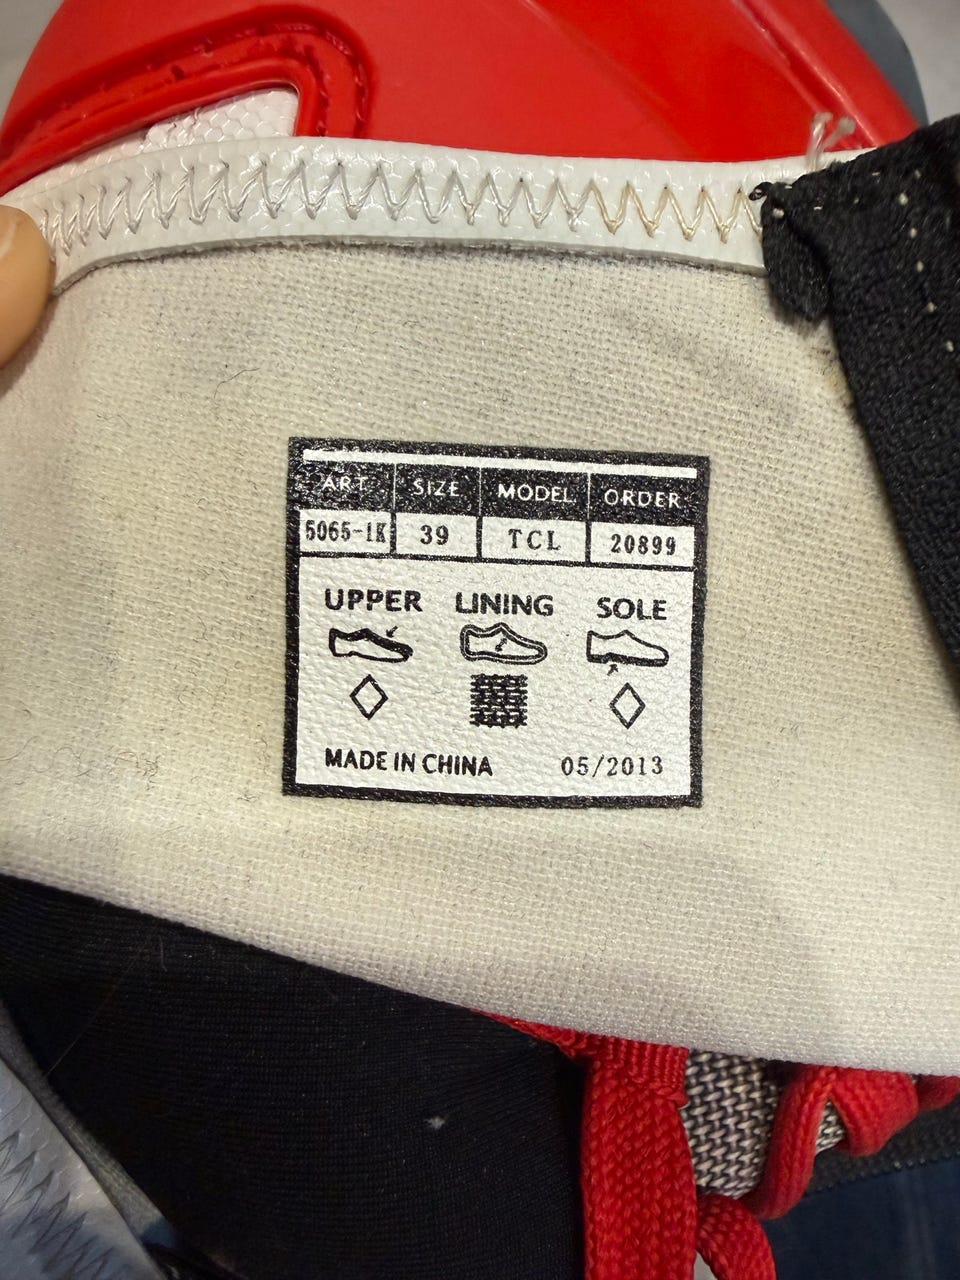 ART SIZE MODEL ORDER
5065-1K 39 TCL 20899
UPPER LINING SOLE
MADE IN CHINA 05/2013